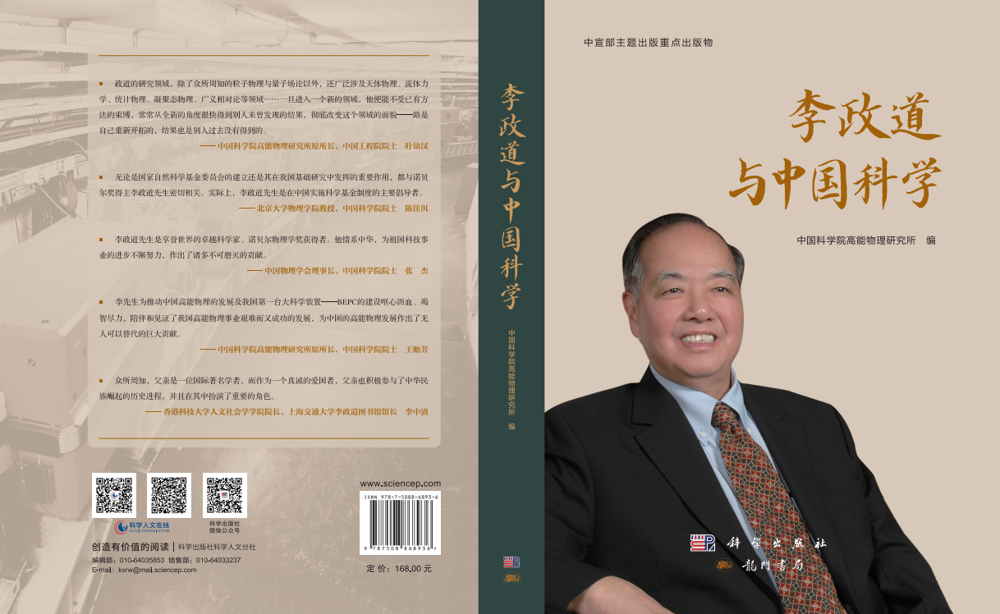 政道的研究领域，除了众所周知的粒子物理与量子场论以外，还广泛涉及天体物理、流体力
学、统计物理、凝聚态物理、广义相对论等领域……一旦进入一个新的领域，他便能不受已有方
法的束缚，常常从全新的角度很快得到别人未曾发现的结果，彻底改变这个领域的面貌——路是
自己重新开拓的，结果也是别人过去没有得到的。
——中国科学院高能物理研究所原所长、中国工程院院士 叶铭汉
无论是国家自然科学基金委员会的建立还是其在我国基础研究中发挥的重要作用，都与诺贝
尔奖得主李政道先生密切相关。实际上，李政道先生是在中国实施科学基金制度的主要倡导者。
——北京大学物理学院教授、中国科学院院士 陈佳洱
李政道先生是享誉世界的卓越科学家、诺贝尔物理学奖获得者。他情系中华，为祖国科技事
业的进步不懈努力，作出了诸多不可磨灭的贡献。
——中国物理学会理事长、中国科学院院士 张 杰
李先生为推动中国高能物理的发展及我国第一台大科学装置——BEPC的建设呕心沥血、竭
智尽力，陪伴和见证了我国高能物理事业艰难而又成功的发展，为中国的高能物理发展作出了无
人可以替代的巨大贡献。
——中国科学院高能物理研究所原所长、中国科学院院士 王贻芳
众所周知，父亲是一位国际著名学者，而作为一个真诚的爱国者，父亲也积极参与了中华民
族崛起的历史进程，并且在其中扮演了重要的角色。
——香港科技大学人文社会学学院院长、上海交通大学李政道图书馆馆长 李中清
科学人文在线
科学出版社
微信公众号
创造有价值的阅读｜科学出版社科学人文分社
编辑部：010-64035853 销售部：010-64033237
E-mail：kxrw@mail.sciencep.com
www.sciencep.com
ISBN 978-7-5088-6893-6
9 787508 868936 >
定 价：168.00 元
李政道与中国科学
中国科学院高能物理研究所 编
中宣部主题出版重点出版物
李政道
与中国科学
中国科学院高能物理研究所 编
科学出版社
龍門書局